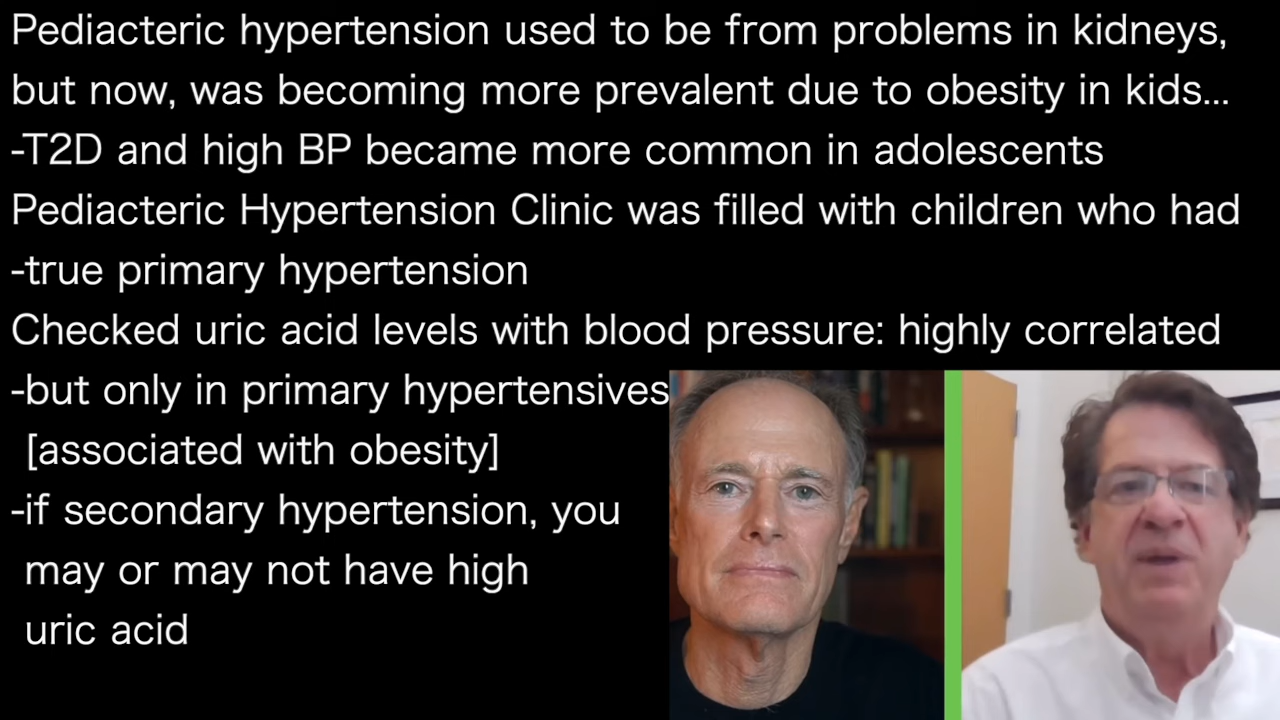 Pediacteric hypertension used to be from problems in kidneys,
but now, was becoming more prevalent due to obesity in kids...
-T2D and high BP became more common in adolescents
Pediacteric Hypertension Clinic was filled with children who had
-true primary hypertension
Checked uric acid levels with blood pressure: highly correlated
-but only in primary hypertensives
[associated with obesity]
-if secondary hypertension, you
may or may not have high
uric acid